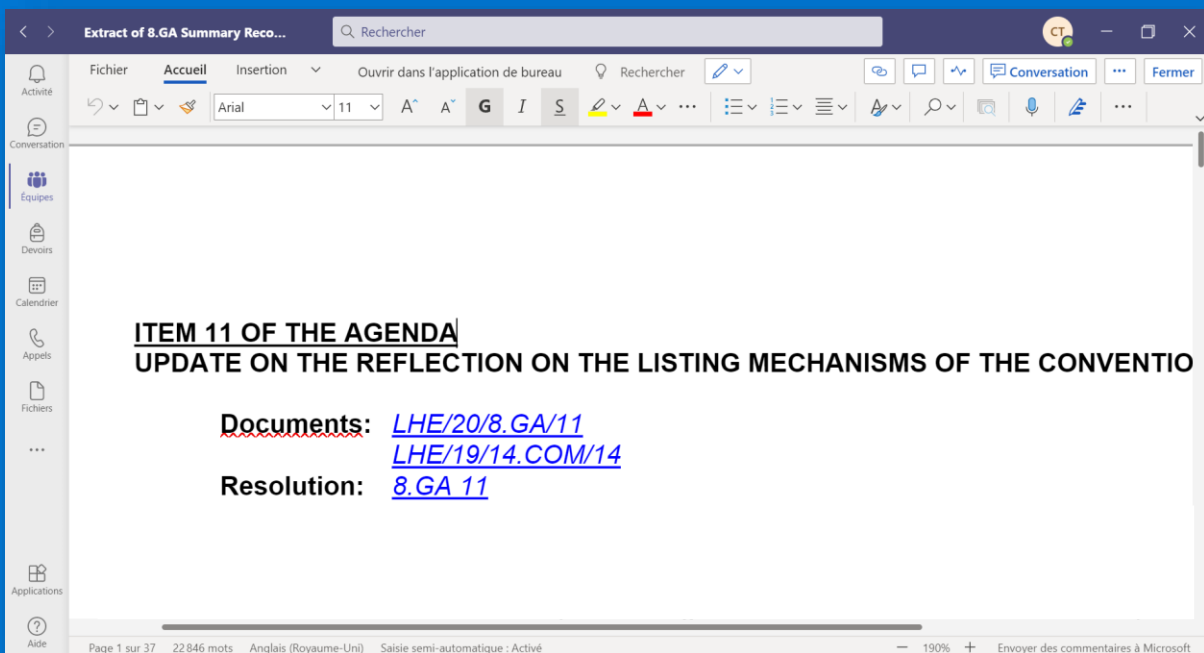 Extract of 8.GA Summary Reco...
Rechercher
CT
Activité
Conversation
Équipes
Devoirs
Calendrier
Appels
Fichiers
Applications
Aide
Fichier Accueil Insertion Ouvrir dans l'application de bureau Rechercher Conversation Fermer
Arial 11 A A G I S A
ITEM 11 OF THE AGENDA
UPDATE ON THE REFLECTION ON THE LISTING MECHANISMS OF THE CONVENTIO
Documents: LHE/20/8.GA/11
LHE/19/14.COM/14
Resolution: 8.GA 11
Page 1 sur 37 22 846 mots Anglais (Royaume-Uni) Saisie semi-automatique : Activé 190% Envoyer des commentaires à Microsoft